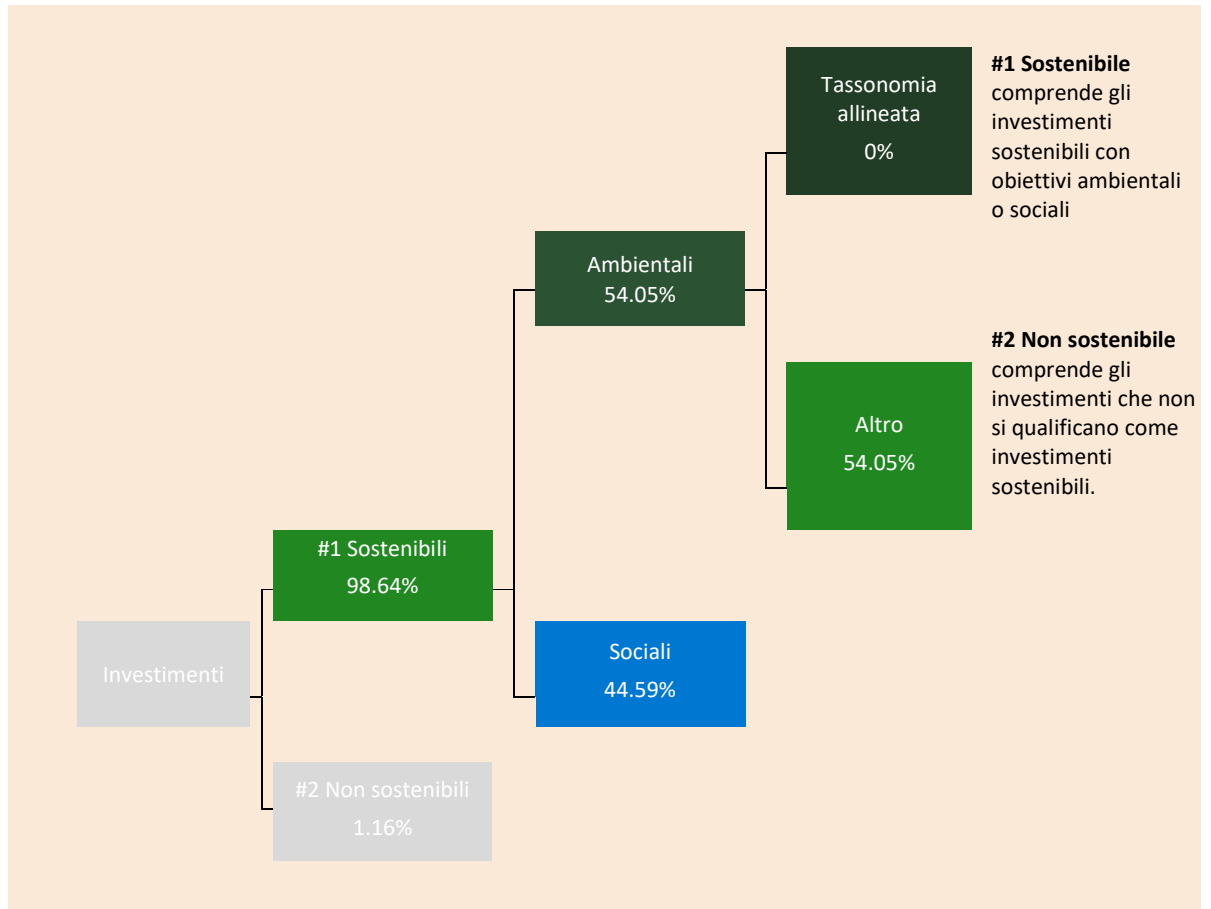 Tassonomia
allineata
0%
#1 Sostenibile
comprende gli
investimenti
sostenibili con
obiettivi ambientali
o sociali
Ambientali
54.05%
#2 Non sostenibile
comprende gli
investimenti che non
si qualificano come
investimenti
sostenibili.
Altro
54.05%
#1 Sostenibili
98.64%
Sociali
44.59%
Investimenti
#2 Non sostenibili
1.16%